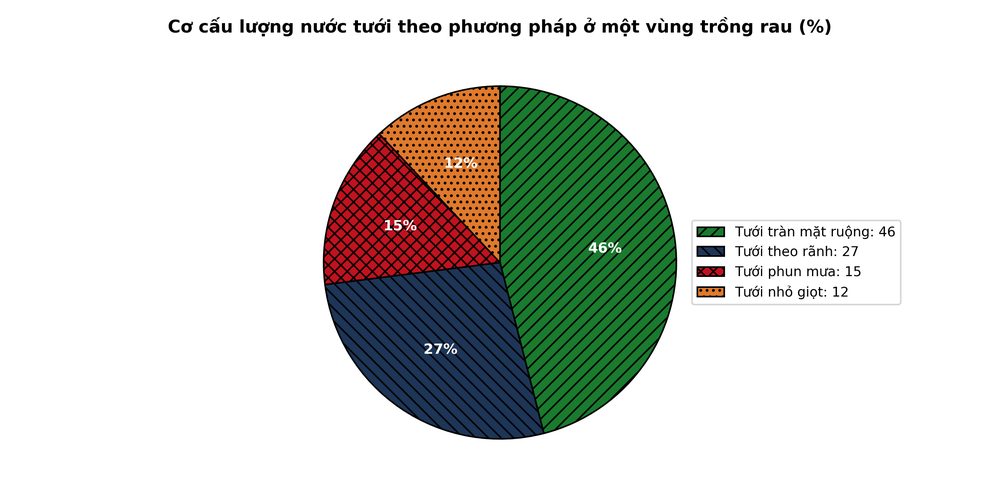 Cơ cấu lượng nước tưới theo phương pháp ở một vùng trồng rau (%)
12%
15%
46%
27%
Tưới tràn mặt ruộng: 46
Tưới theo rãnh: 27
Tưới phun mưa: 15
Tưới nhỏ giọt: 12